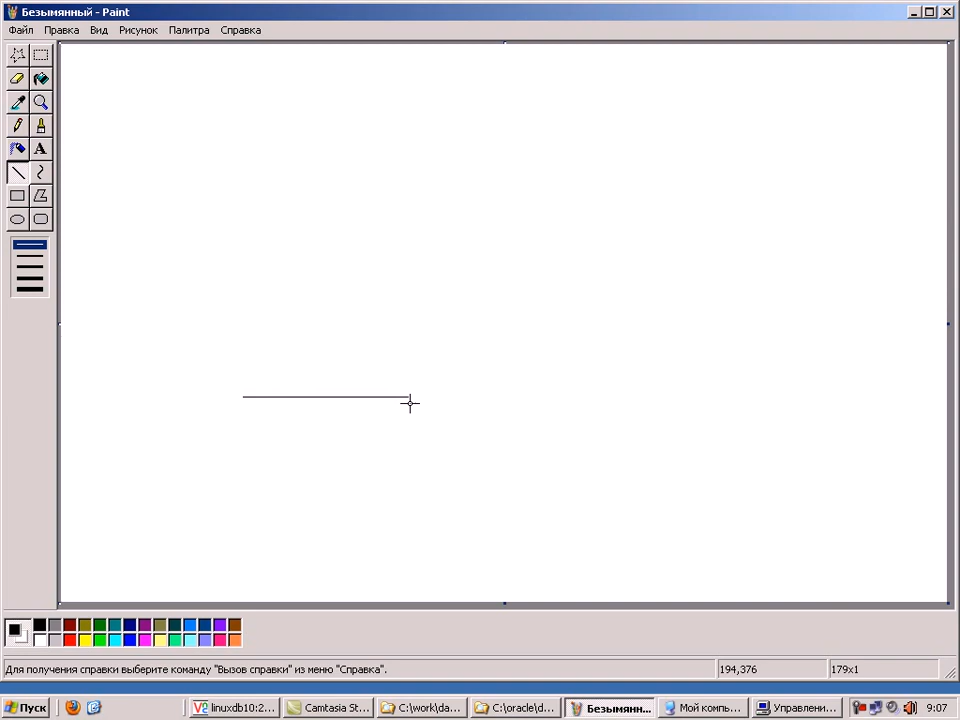 Безымянный - Paint
Файл Правка Вид Рисунок Палитра Справка
A
Для получения справки выберите команду "Вызов справки" из меню "Справка".
194,376
179x1
Пуск
linuxdb10:2...
Camtasia St...
C:\work\da...
C:\oracle\d...
Безымянн...
Мой компь...
Управлени...
9:07